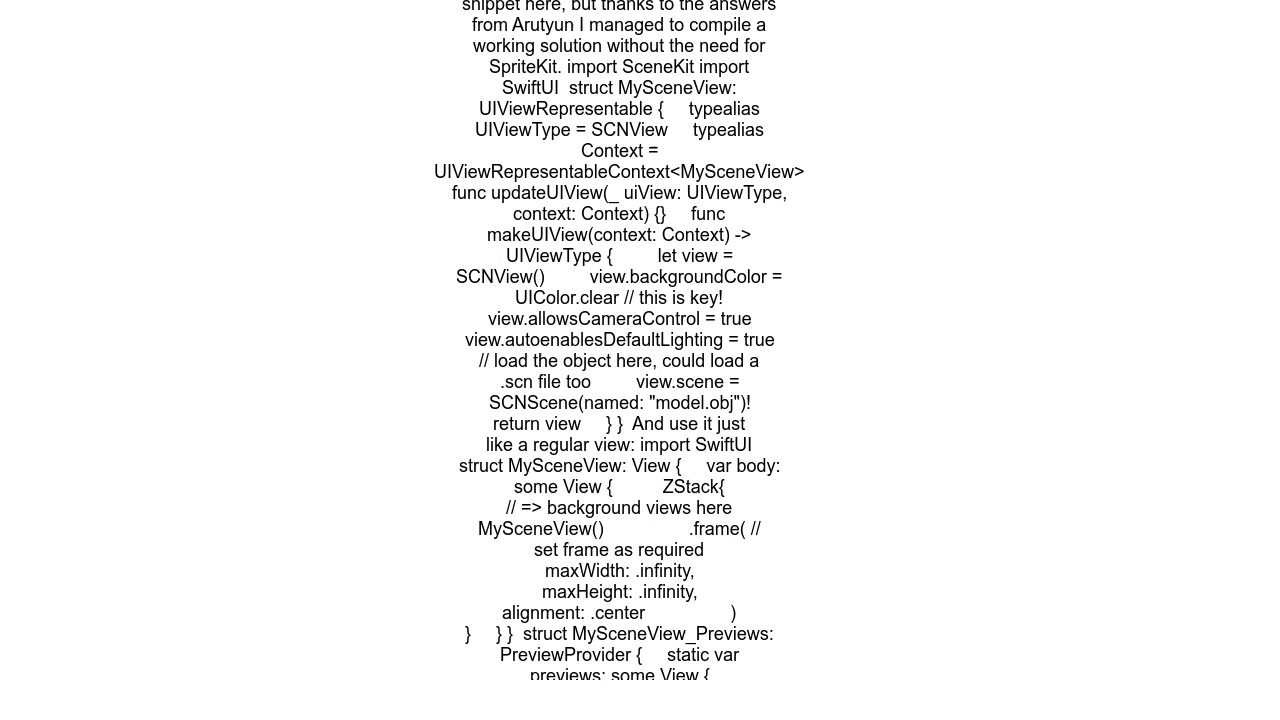 snippet here, but thanks to the answers
from Arutyun I managed to compile a
working solution without the need for
SpriteKit. import SceneKit import
SwiftUI  struct MySceneView:
UIViewRepresentable {     typealias
UIViewType = SCNView     typealias
Context =
UIViewRepresentableContext<MySceneView>
func updateUIView(_ uiView: UIViewType,
context: Context) {}     func
makeUIView(context: Context) ->
UIViewType {         let view =
SCNView()         view.backgroundColor =
UIColor.clear // this is key!
view.allowsCameraControl = true
view.autoenablesDefaultLighting = true
// load the object here, could load a
.scn file too         view.scene =
SCNScene(named: "model.obj")!
return view     } }  And use it just
like a regular view: import SwiftUI
struct MySceneView: View {     var body:
some View {          ZStack{
// => background views here
MySceneView()                 .frame( //
set frame as required
maxWidth: .infinity,
maxHeight: .infinity,
alignment: .center                 )
}     } }  struct MySceneView_Previews:
PreviewProvider {     static var
previews: some View {